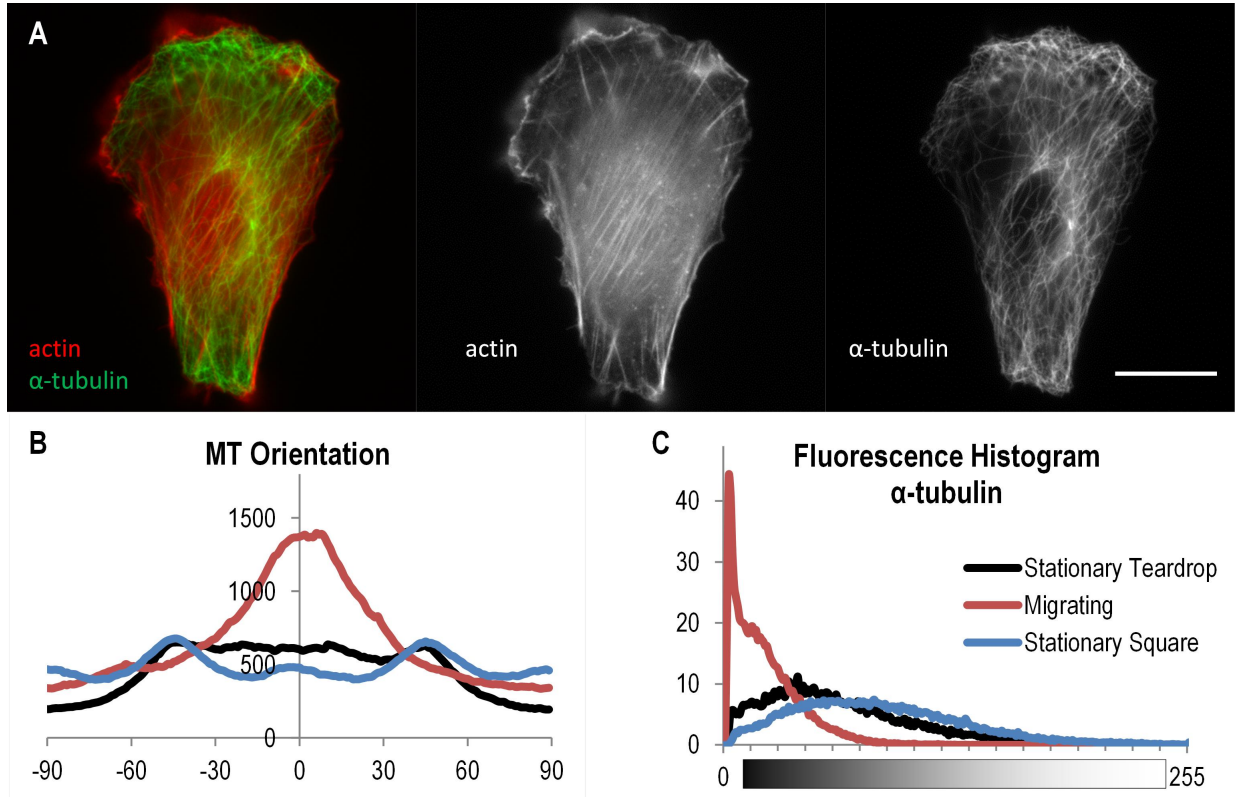 A
actin
α-tubulin
actin
α-tubulin
B
MT Orientation
1500
1000
500
0
-90 -60 -30 0 30 60 90
C
Fluorescence Histogram
α-tubulin
40
30
20
10
0
Stationary Teardrop
Migrating
Stationary Square
0 255